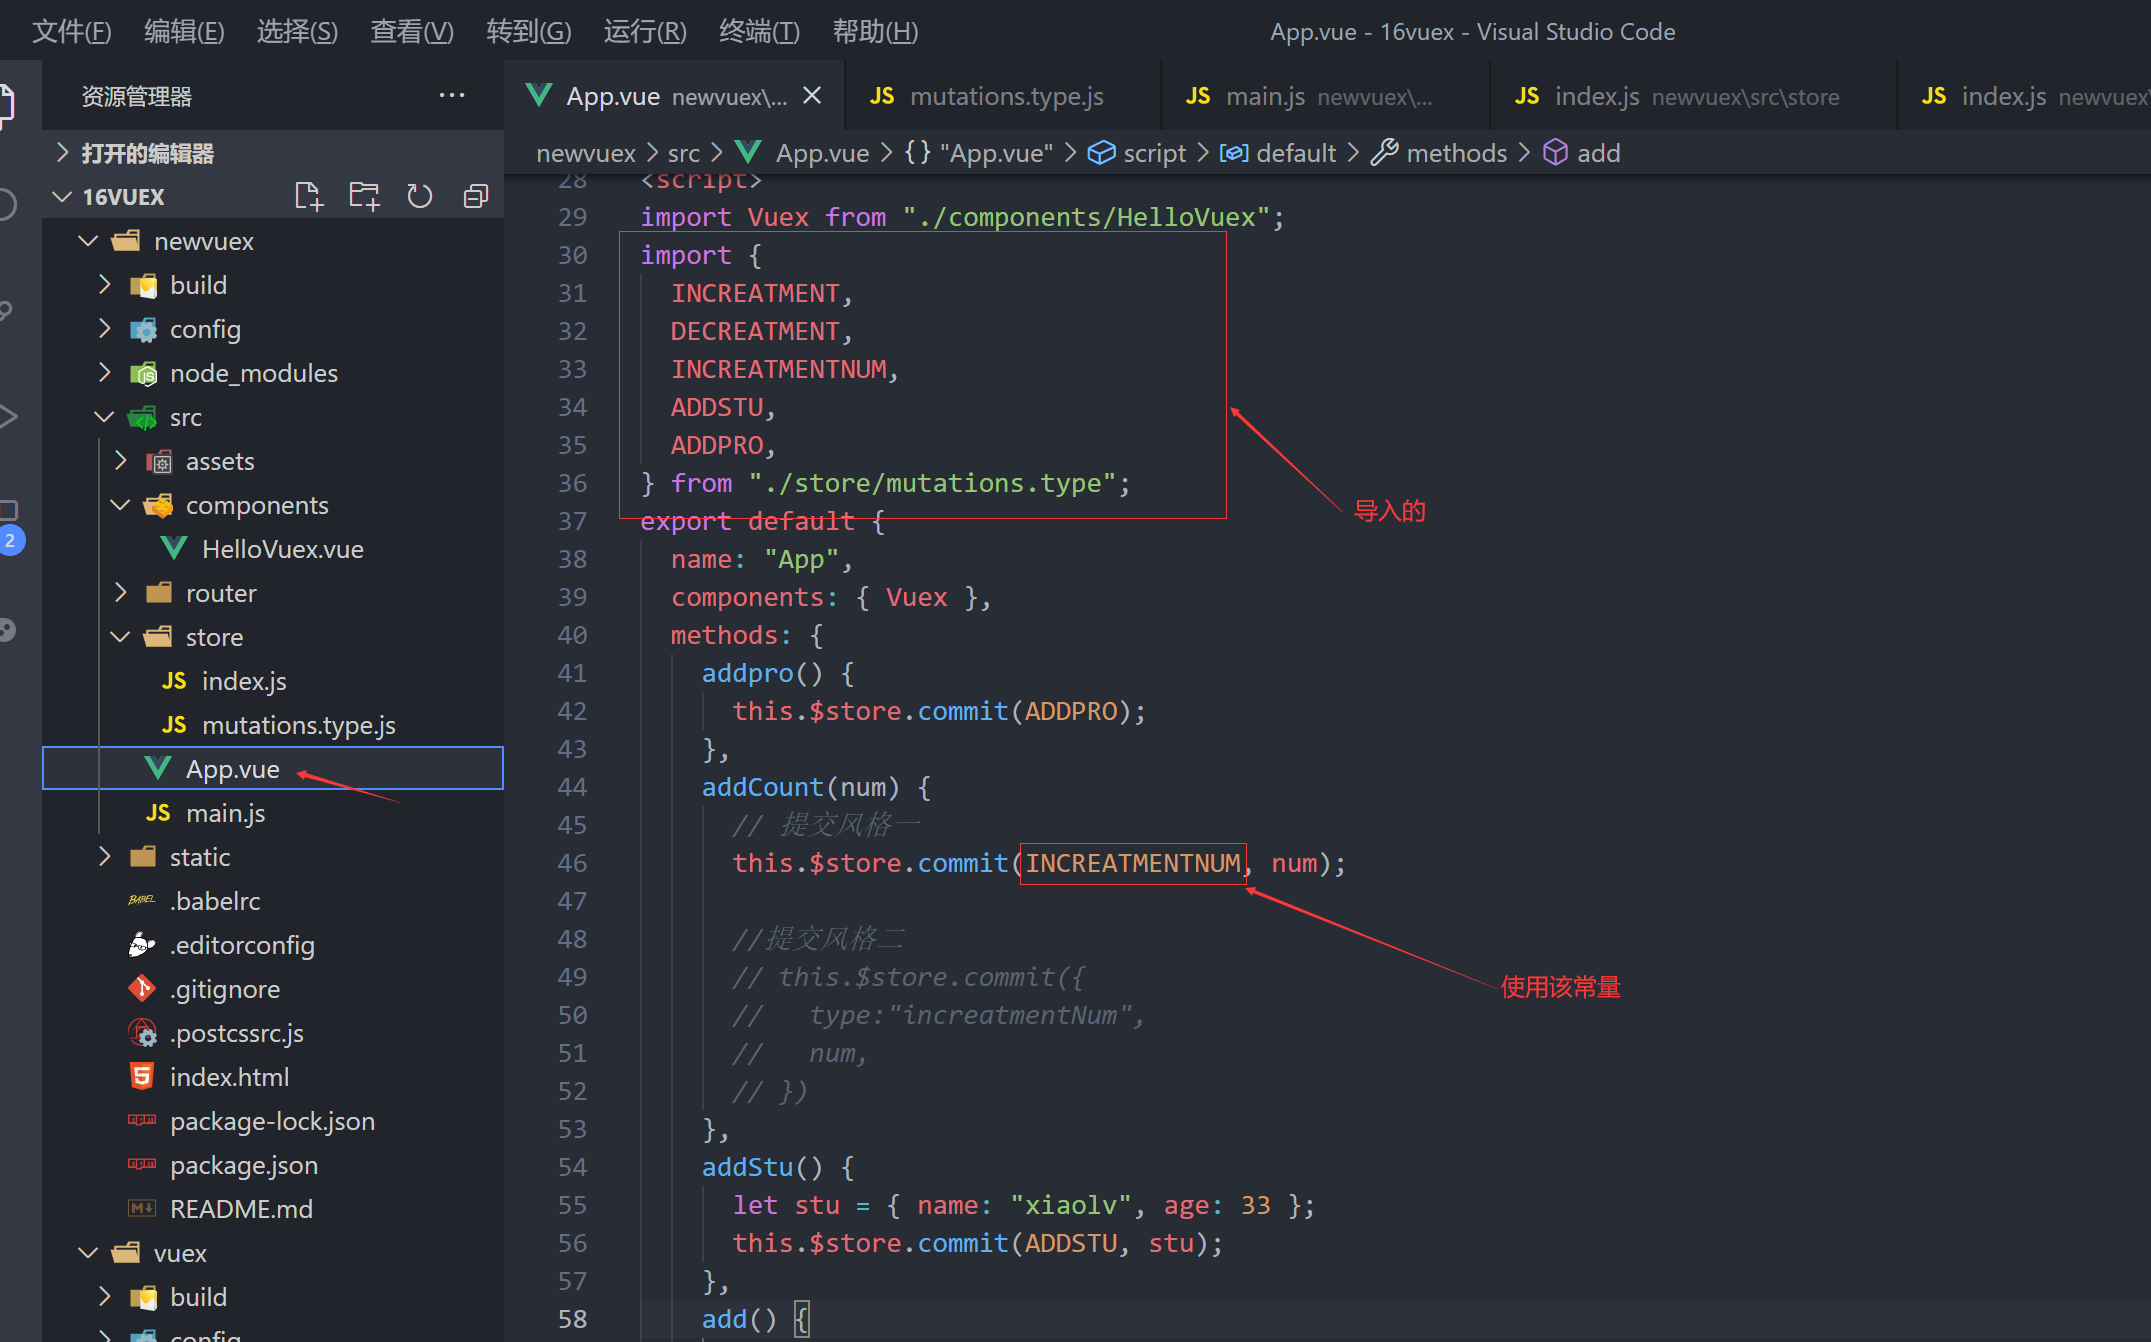 文件(F) 编辑(E) 选择(S) 查看(V) 转到(G) 运行(R) 终端(T) 帮助(H) App.vue - 16vuex - Visual Studio Code
资源管理器 ···
打开的编辑器
16VUEX
newvuex
build
config
node_modules
src
assets
components
HelloVuex.vue
router
store
JS index.js
JS mutations.type.js
App.vue
JS main.js
static
BABEL .babelrc
.editorconfig
.gitignore
.postcssrc.js
index.html
package-lock.json
package.json
README.md
vuex
build
config
2
App.vue newvuex\... JS mutations.type.js JS main.js newvuex\... JS index.js newvuex\src\store JS index.js newvuex\
newvuex > src > App.vue > {} "App.vue" > script > default > methods > add
28 <script>
29 import Vuex from "./components/HelloVuex";
30 import {
31 INCREATMENT,
32 DECREATMENT,
33 INCREATMENTNUM,
34 ADDSTU,
35 ADDPRO,
36 } from "./store/mutations.type";
导入的
37 export default {
38 name: "App",
39 components: { Vuex },
40 methods: {
41 addpro() {
42 this.$store.commit(ADDPRO);
43 },
44 addCount(num) {
45 // 提交风格一
46 this.$store.commit(INCREATMENTNUM, num);
47
48 //提交风格二
49 // this.$store.commit({
使用该常量
50 // type:"increatmentNum",
51 // num,
52 // })
53 },
54 addStu() {
55 let stu = { name: "xiaolv", age: 33 };
56 this.$store.commit(ADDSTU, stu);
57 },
58 add() {